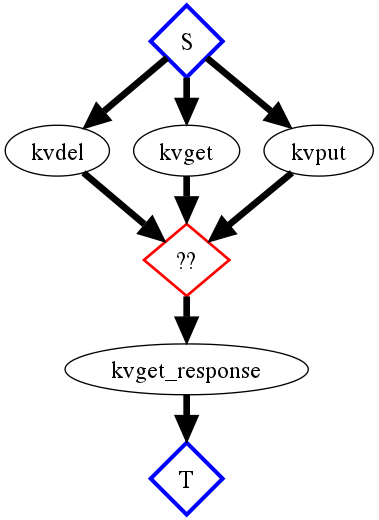 S
kvdel
kvget
kvput
??
kvget_response
T